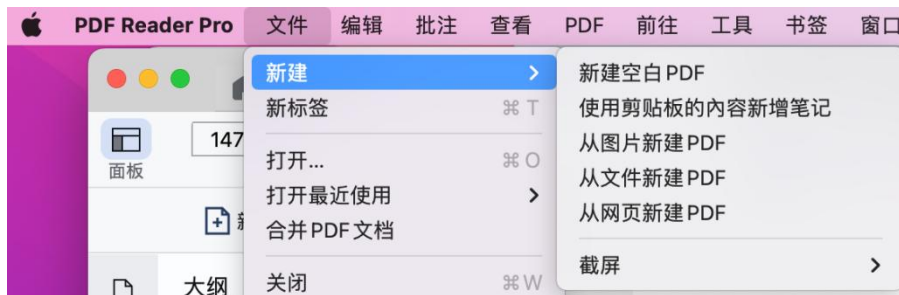 PDF Reader Pro 文件 编辑 批注 查看 PDF 前往 工具 书签 窗口
新建 >
新标签 ⌘ T
打开... ⌘ O
打开最近使用 >
合并PDF文档
关闭 ⌘ W
新建空白PDF
使用剪贴板的內容新增笔记
从图片新建PDF
从文件新建PDF
从网页新建PDF
截屏 >
147
面板
大纲